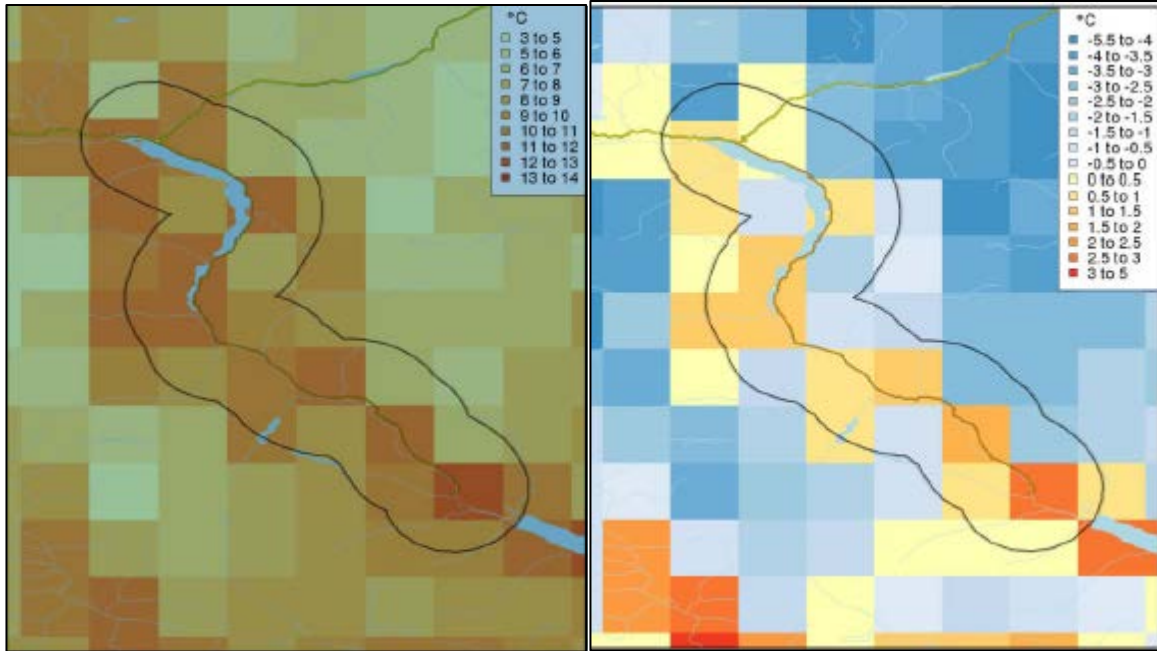 °C
3 to 5
5 to 6
6 to 7
7 to 8
8 to 9
9 to 10
10 to 11
11 to 12
12 to 13
13 to 14
°C
-5.5 to -4
-4 to -3.5
-3.5 to -3
-3 to -2.5
-2.5 to -2
-2 to -1.5
-1.5 to -1
-1 to -0.5
-0.5 to 0
0 to 0.5
0.5 to 1
1 to 1.5
1.5 to 2
2 to 2.5
2.5 to 3
3 to 5